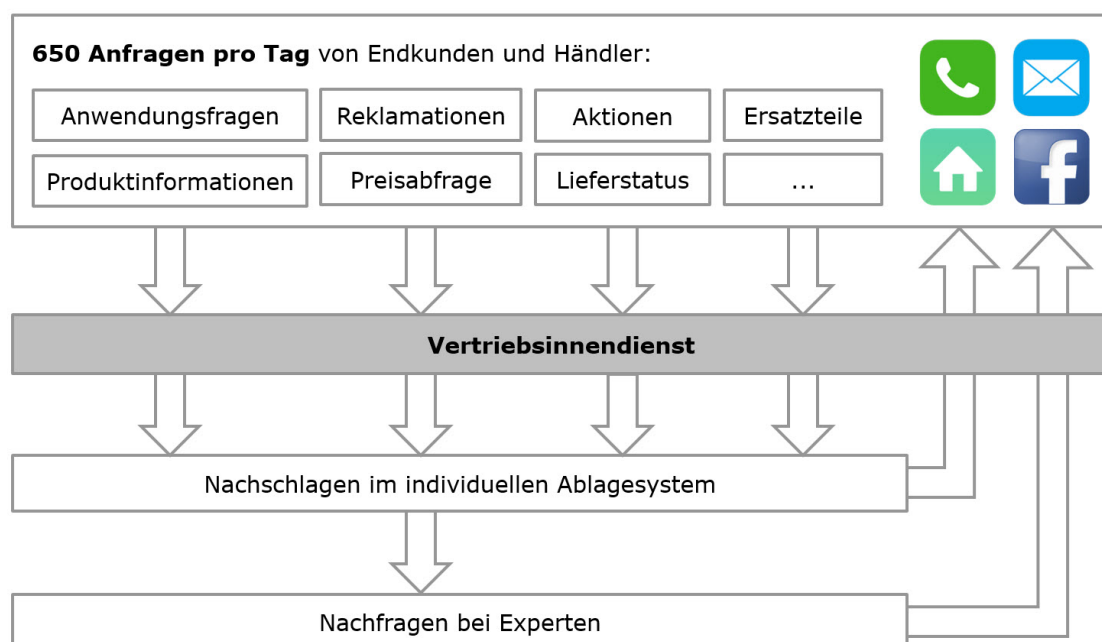 650 Anfragen pro Tag von Endkunden und Händler:
Anwendungsfragen
Reklamationen
Aktionen
Ersatzteile
Produktinformationen
Preisabfrage
Lieferstatus
...
Vertriebsinnendienst
Nachschlagen im individuellen Ablagesystem
Nachfragen bei Experten